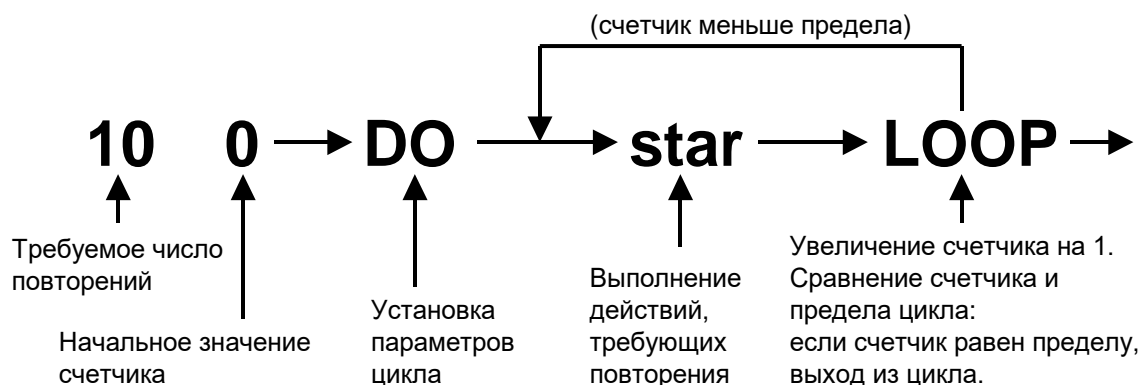 (счетчик меньше предела)
10 0 DO star LOOP
Требуемое число
повторений
Начальное значение
счетчика
Установка
параметров
цикла
Выполнение
действий,
требующих
повторения
Увеличение счетчика на 1.
Сравнение счетчика и
предела цикла:
если счетчик равен пределу,
выход из цикла.